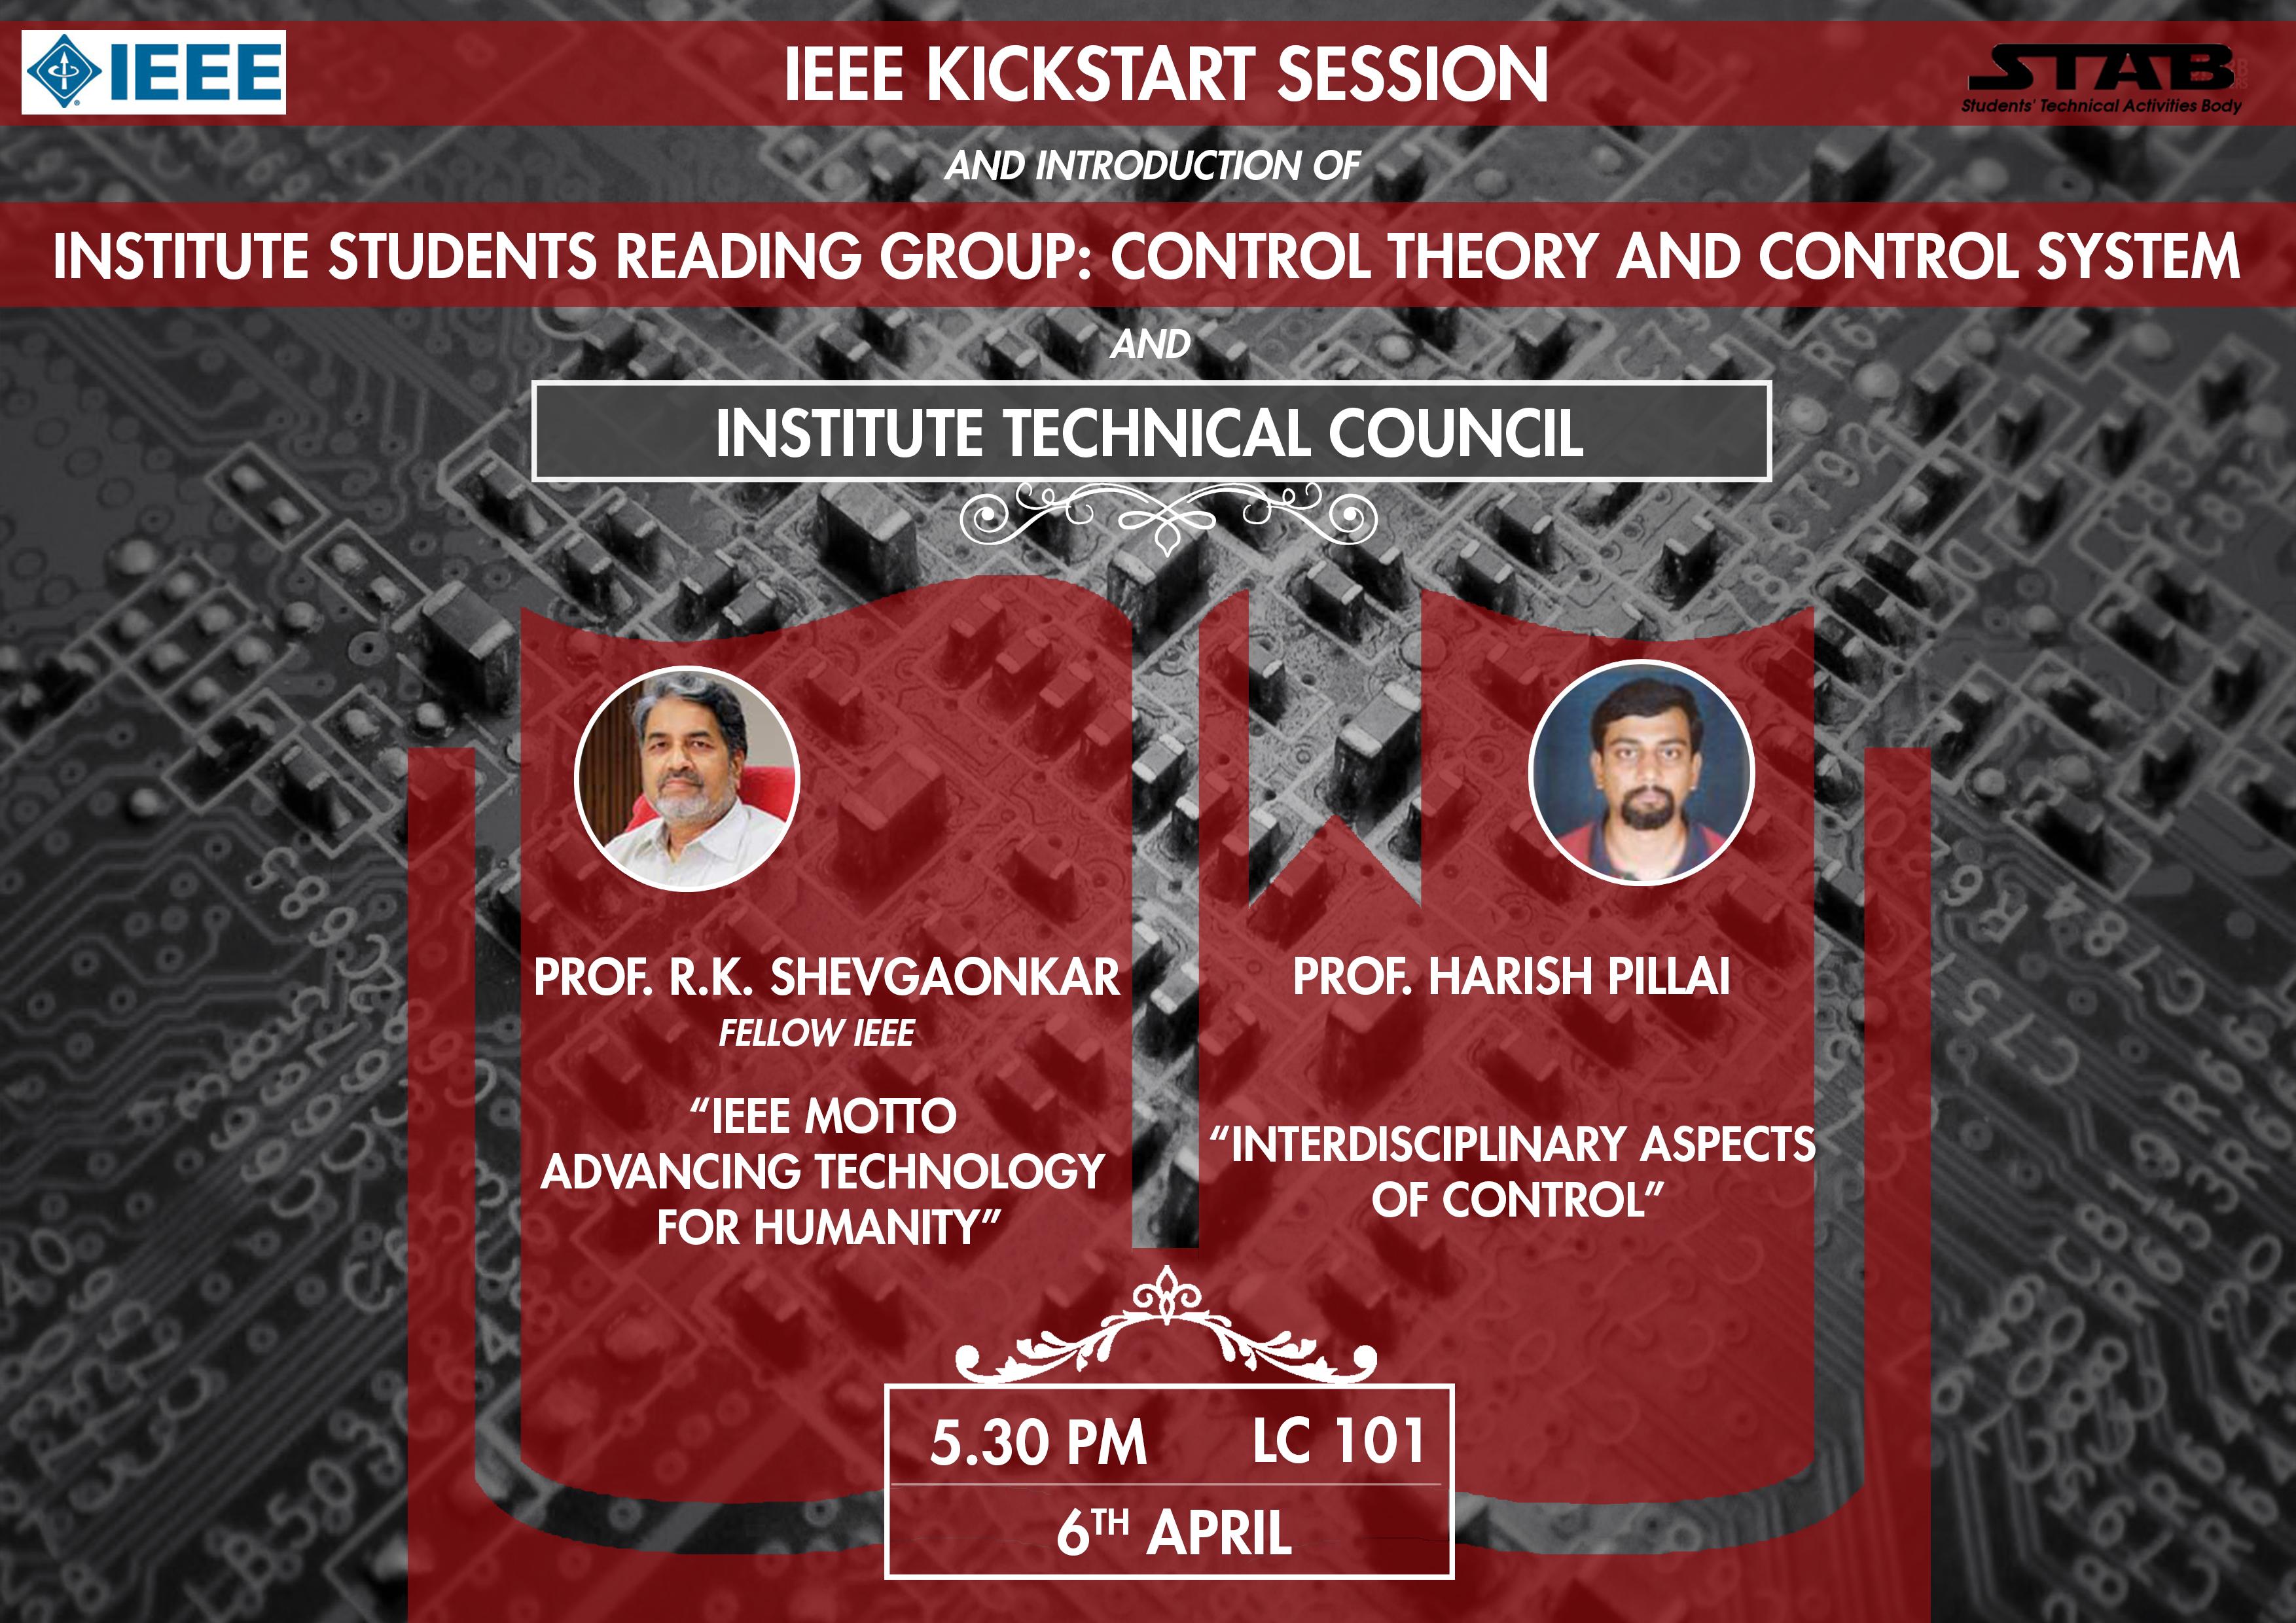 IEEE
IEEE KICKSTART SESSION
STAB
Students' Technical Activities Body
AND INTRODUCTION OF
INSTITUTE STUDENTS READING GROUP: CONTROL THEORY AND CONTROL SYSTEM
AND
INSTITUTE TECHNICAL COUNCIL
PROF. R.K. SHEVGAONKAR
FELLOW IEEE
“IEEE MOTTO
ADVANCING TECHNOLOGY
FOR HUMANITY”
PROF. HARISH PILLAI
“INTERDISCIPLINARY ASPECTS
OF CONTROL”
5.30 PM LC 101
6TH APRIL